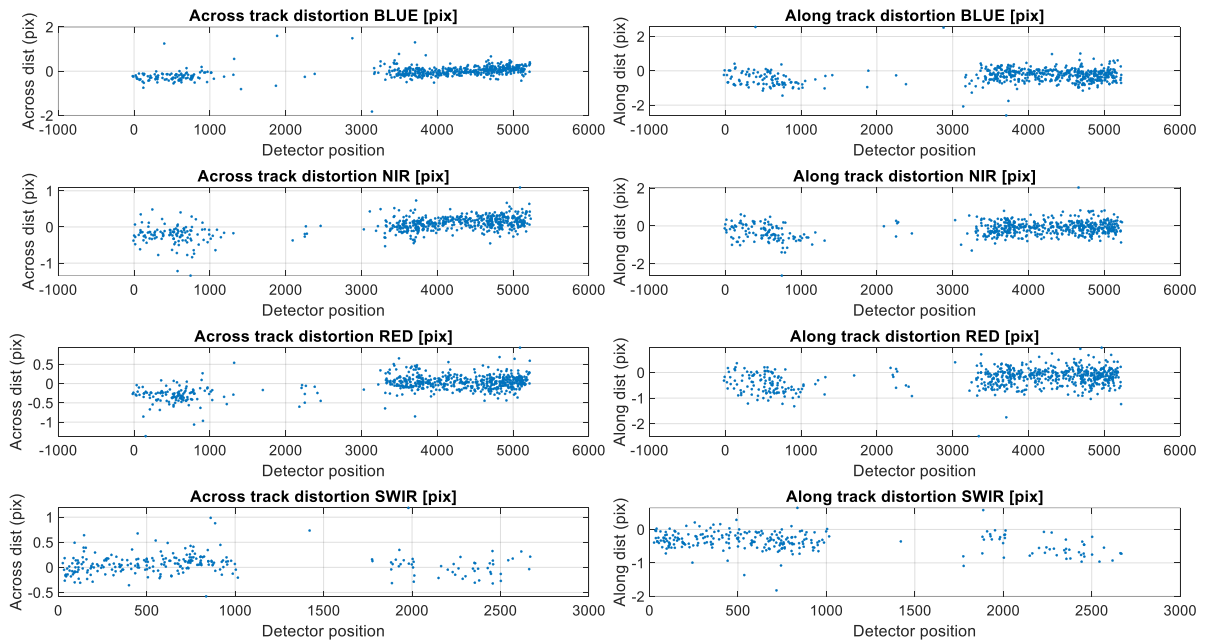 Across track distortion BLUE [pix]
Across dist (pix)
2
0
-2
-1000 0 1000 2000 3000 4000 5000 6000
Detector position
Along track distortion BLUE [pix]
Along dist (pix)
2
0
-2
-1000 0 1000 2000 3000 4000 5000 6000
Detector position
Across track distortion NIR [pix]
Across dist (pix)
1
0
-1
-1000 0 1000 2000 3000 4000 5000 6000
Detector position
Along track distortion NIR [pix]
Along dist (pix)
2
0
-2
-1000 0 1000 2000 3000 4000 5000 6000
Detector position
Across track distortion RED [pix]
Across dist (pix)
0.5
0
-0.5
-1
-1000 0 1000 2000 3000 4000 5000 6000
Detector position
Along track distortion RED [pix]
Along dist (pix)
0
-1
-2
-1000 0 1000 2000 3000 4000 5000 6000
Detector position
Across track distortion SWIR [pix]
Across dist (pix)
1
0.5
0
-0.5
0 500 1000 1500 2000 2500 3000
Detector position
Along track distortion SWIR [pix]
Along dist (pix)
0
-1
-2
0 500 1000 1500 2000 2500 3000
Detector position